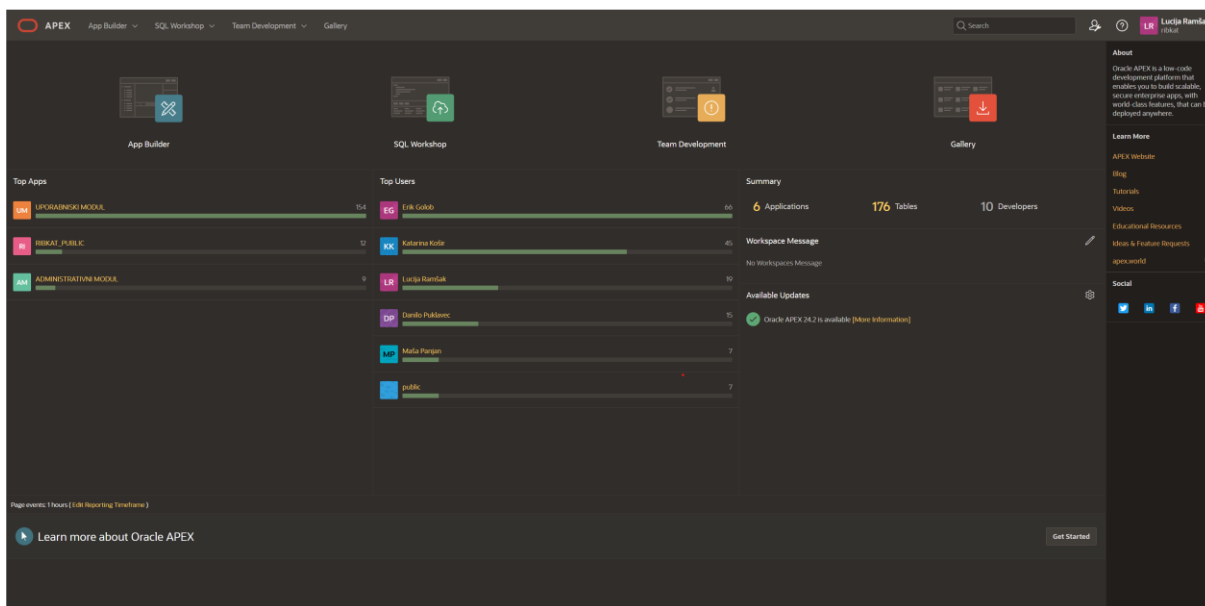 APEX App Builder SQL Workshop Team Development Gallery Search LR Lucija Ramša
ribkat
App Builder SQL Workshop Team Development Gallery
Top Apps
UM UPORABNISKI MODUL 154
RI RIBKAT_PUBLIC 12
AM ADMINISTRATIVNI MODUL 9
Top Users
EG Erik Golob 66
KK Katarina Košir 45
LR Lucija Ramšak 19
DP Danilo Puklavec 15
MP Maša Panjan 7
public 7
Summary
6 Applications 176 Tables 10 Developers
Workspace Message
No Workspaces Message
Available Updates
Oracle APEX 24.2 is available [More Information]
About
Oracle APEX is a low-code
development platform that
enables you to build scalable,
secure enterprise apps, with
world-class features, that can
deployed anywhere.
Learn More
APEX Website
Blog
Tutorials
Videos
Educational Resources
Ideas & Feature Requests
apex.world
Social
Page events: 1 hours ( Edit Reporting Timeframe )
Learn more about Oracle APEX Get Started